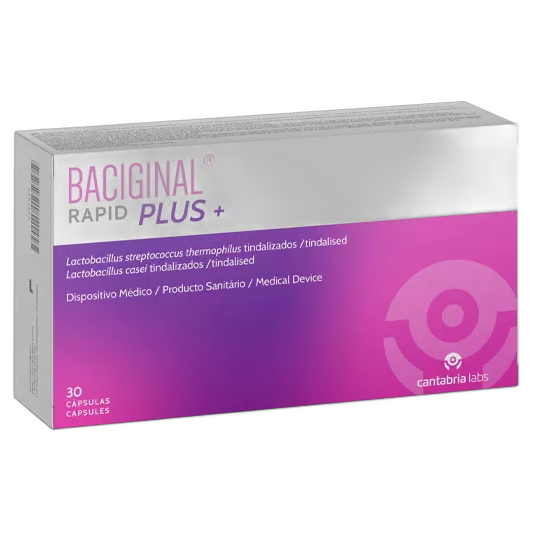 BACIGINAL®
RAPID PLUS +
Lactobacillus streptococcus thermophilus tindalizados /tindalised
Lactobacillus casei tindalizados /tindalised
Dispositivo Médico / Producto Sanitário / Medical Device
30
CÁPSULAS
CAPSULES
cantabria labs